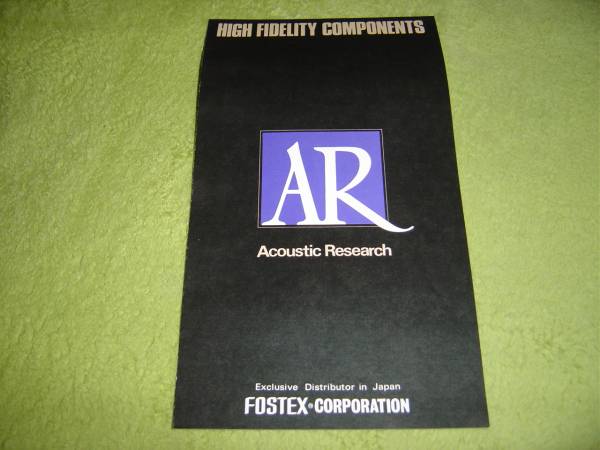 HIGH FIDELITY COMPONENTS
AR
Acoustic Research
Exclusive Distributor in Japan
FOSTEX CORPORATION